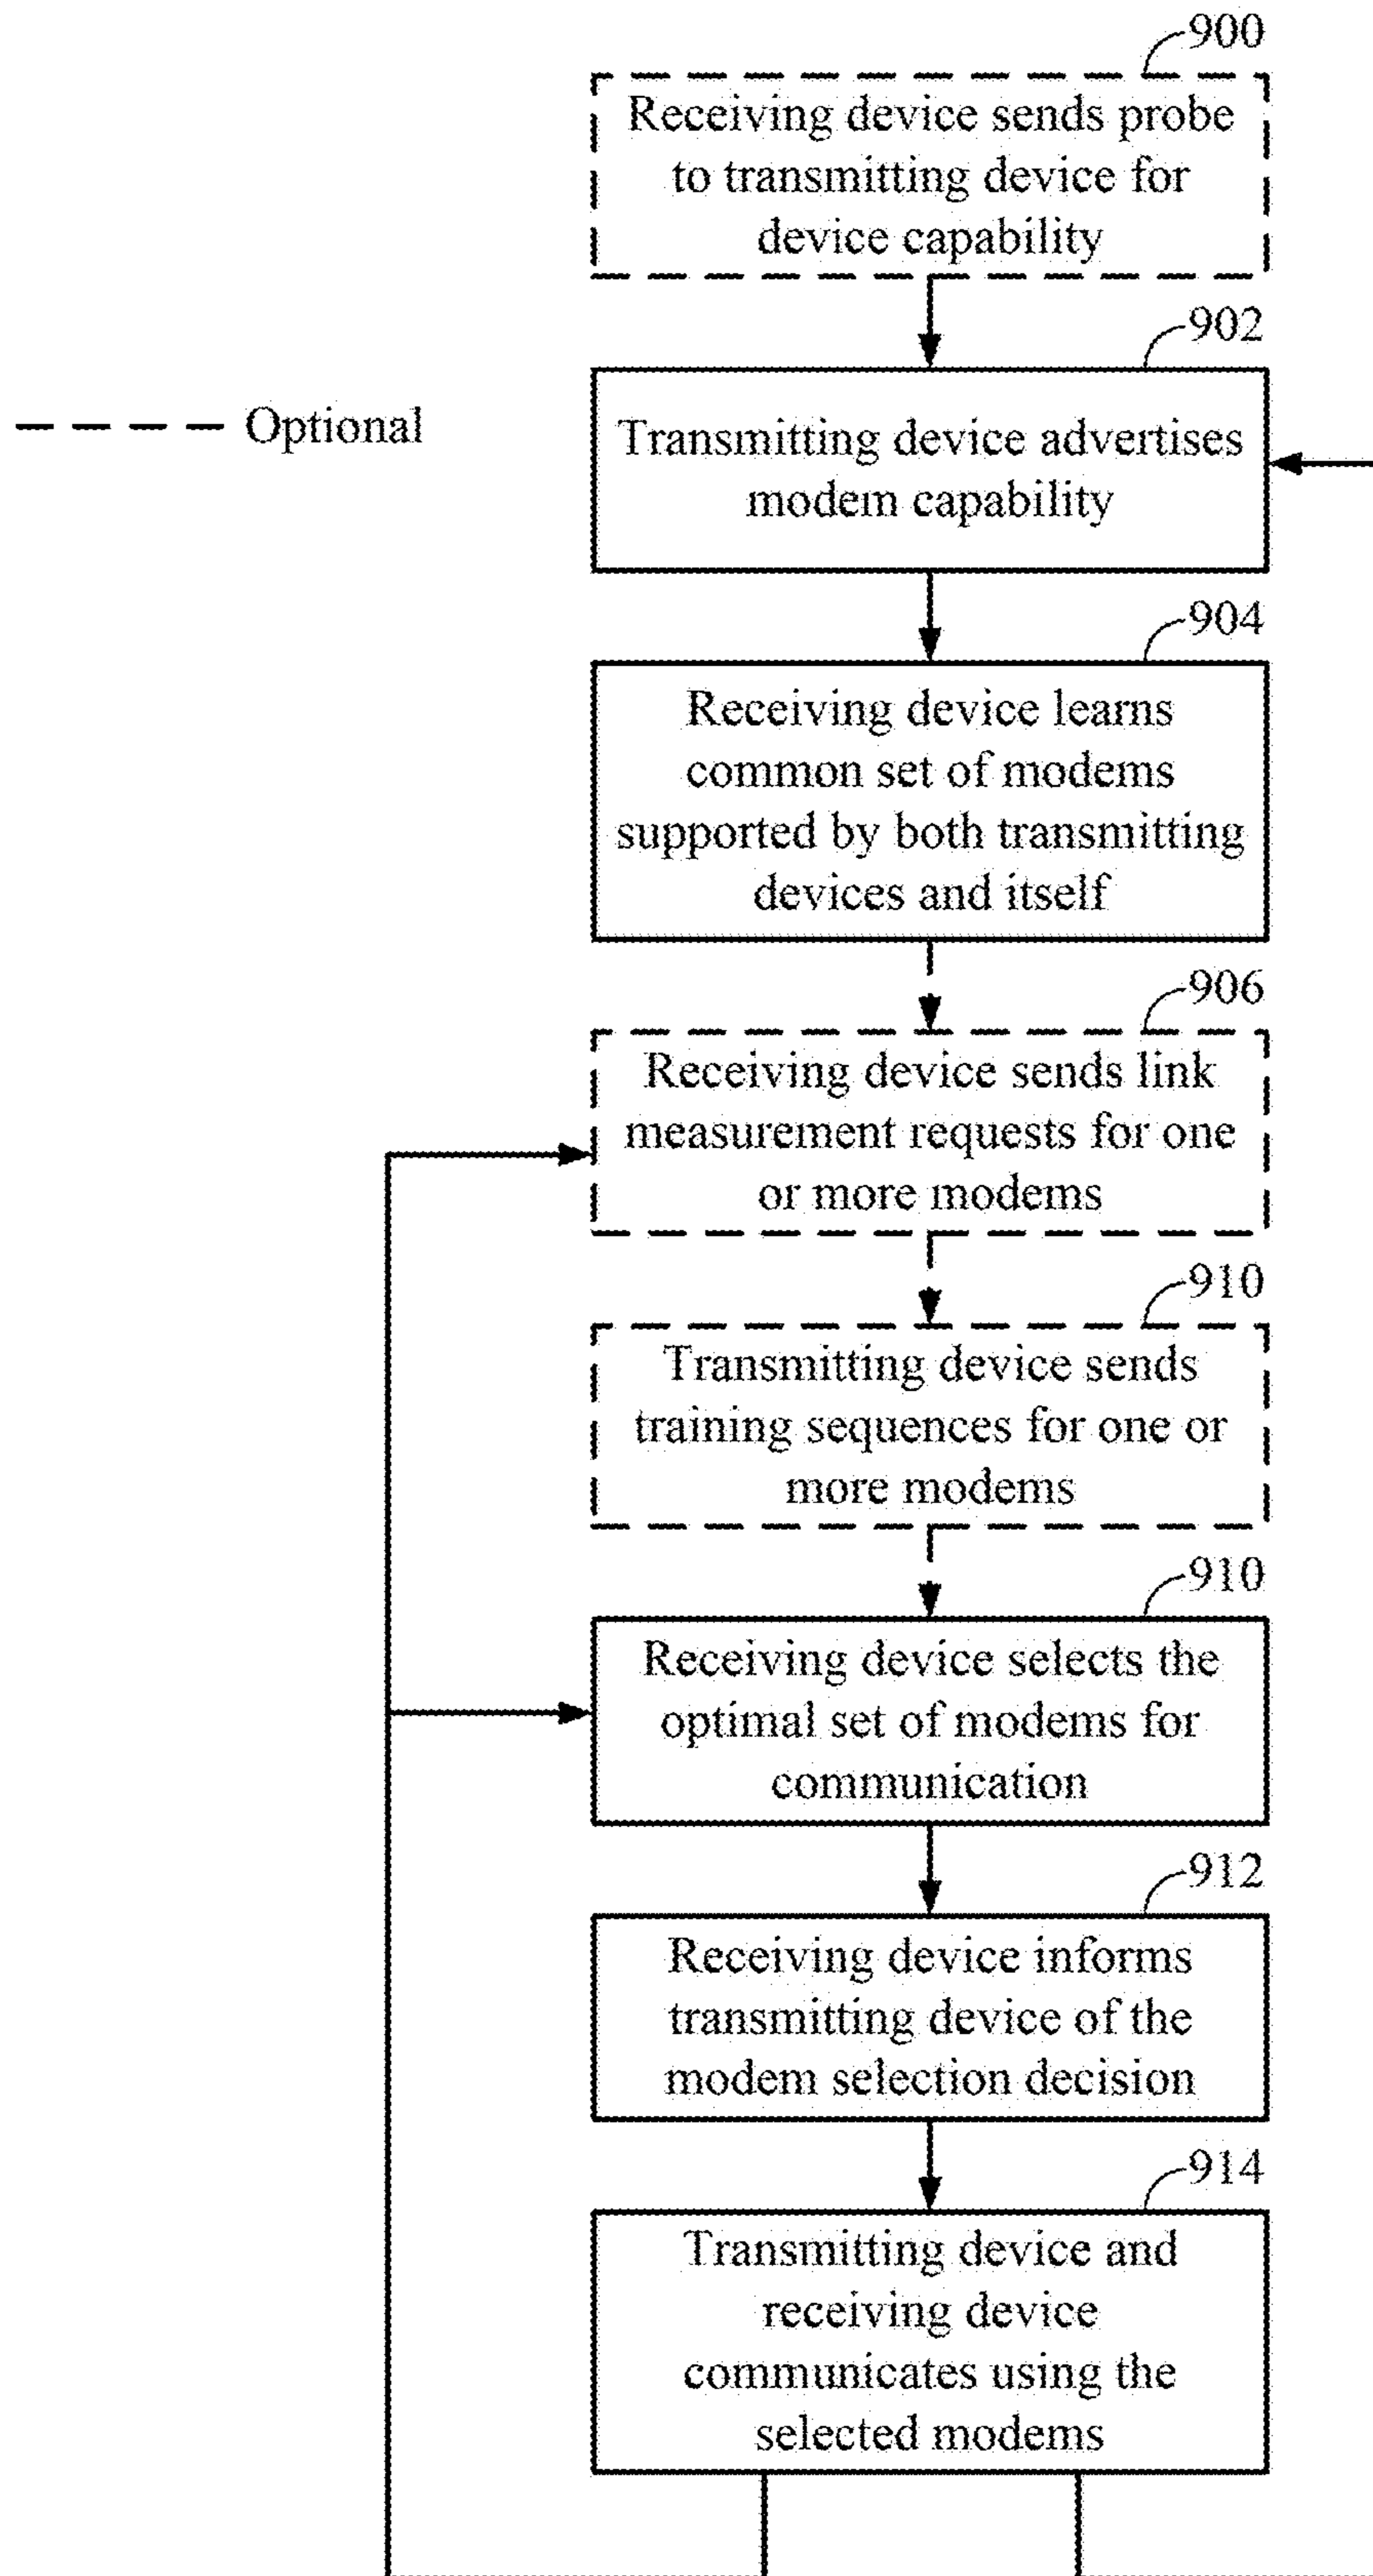 900
Receiving device sends probe
to transmitting device for
device capability
902
Optional
Transmitting device advertises
modem capability
904
Receiving device learns
common set of modems
supported by both transmitting
devices and itself
906
Receiving device sends link
measurement requests for one
or more modems
910
Transmitting device sends
training sequences for one or
more modems
910
Receiving device selects the
optimal set of modems for
communication
912
Receiving device informs
transmitting device of the
modem selection decision
914
Transmitting device and
receiving device
communicates using the
selected modems